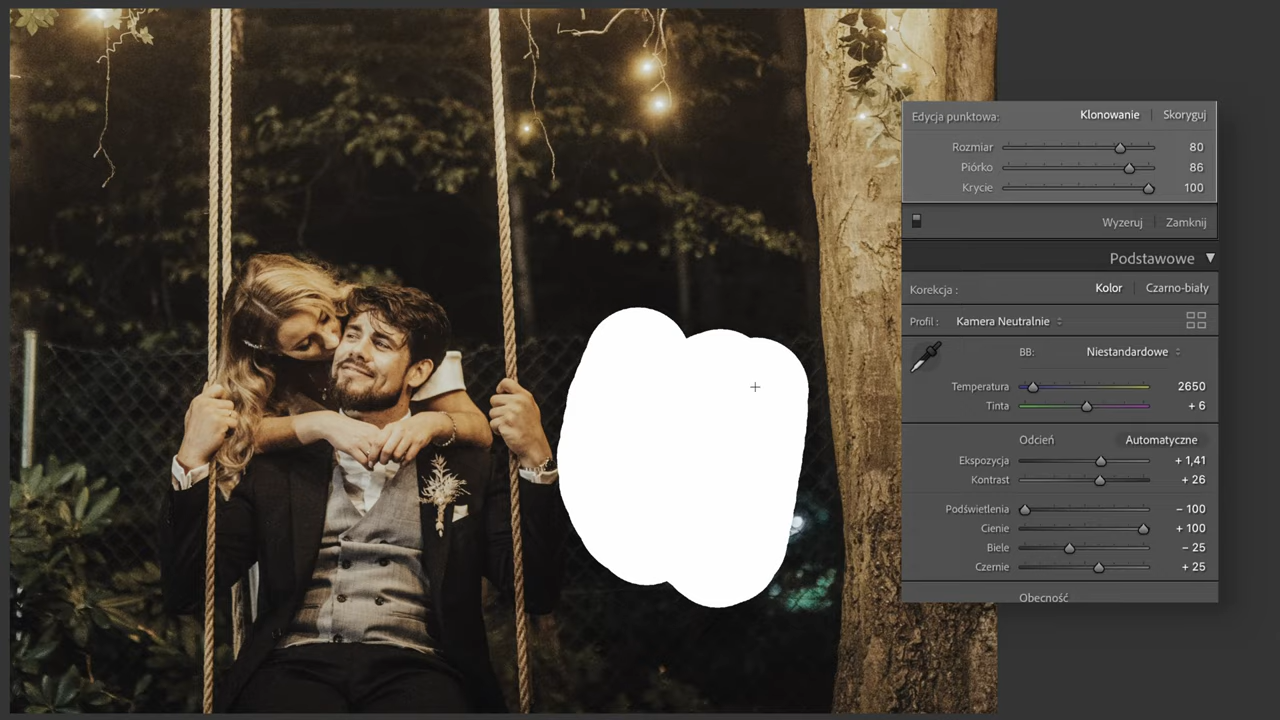 Edycja punktowa: Klonowanie | Skoryguj
Rozmiar 80
Piórko 86
Krycie 100
Wyzeruj Zamknij
Podstawowe
Korekcja : Kolor Czarno-biały
Profil : Kamera Neutralnie
BB: Niestandardowe
Temperatura 2650
Tinta + 6
Odcień Automatyczne
Ekspozycja + 1,41
Kontrast + 26
Podświetlenia – 100
Cienie + 100
Biele – 25
Czernie + 25
Obecność